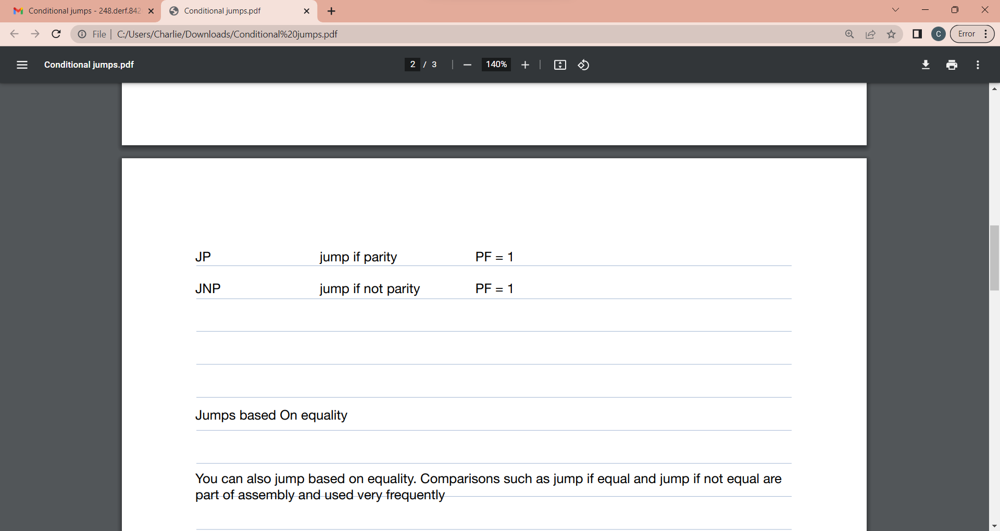 Conditional jumps - 248.derf.842
Conditional jumps.pdf
File
C:/Users/Charlie/Downloads/Conditional%20jumps.pdf
C
Error
Conditional jumps.pdf
2 / 3
140%
JP jump if parity PF = 1
JNP jump if not parity PF = 1
Jumps based On equality
You can also jump based on equality. Comparisons such as jump if equal and jump if not equal are
part of assembly and used very frequently